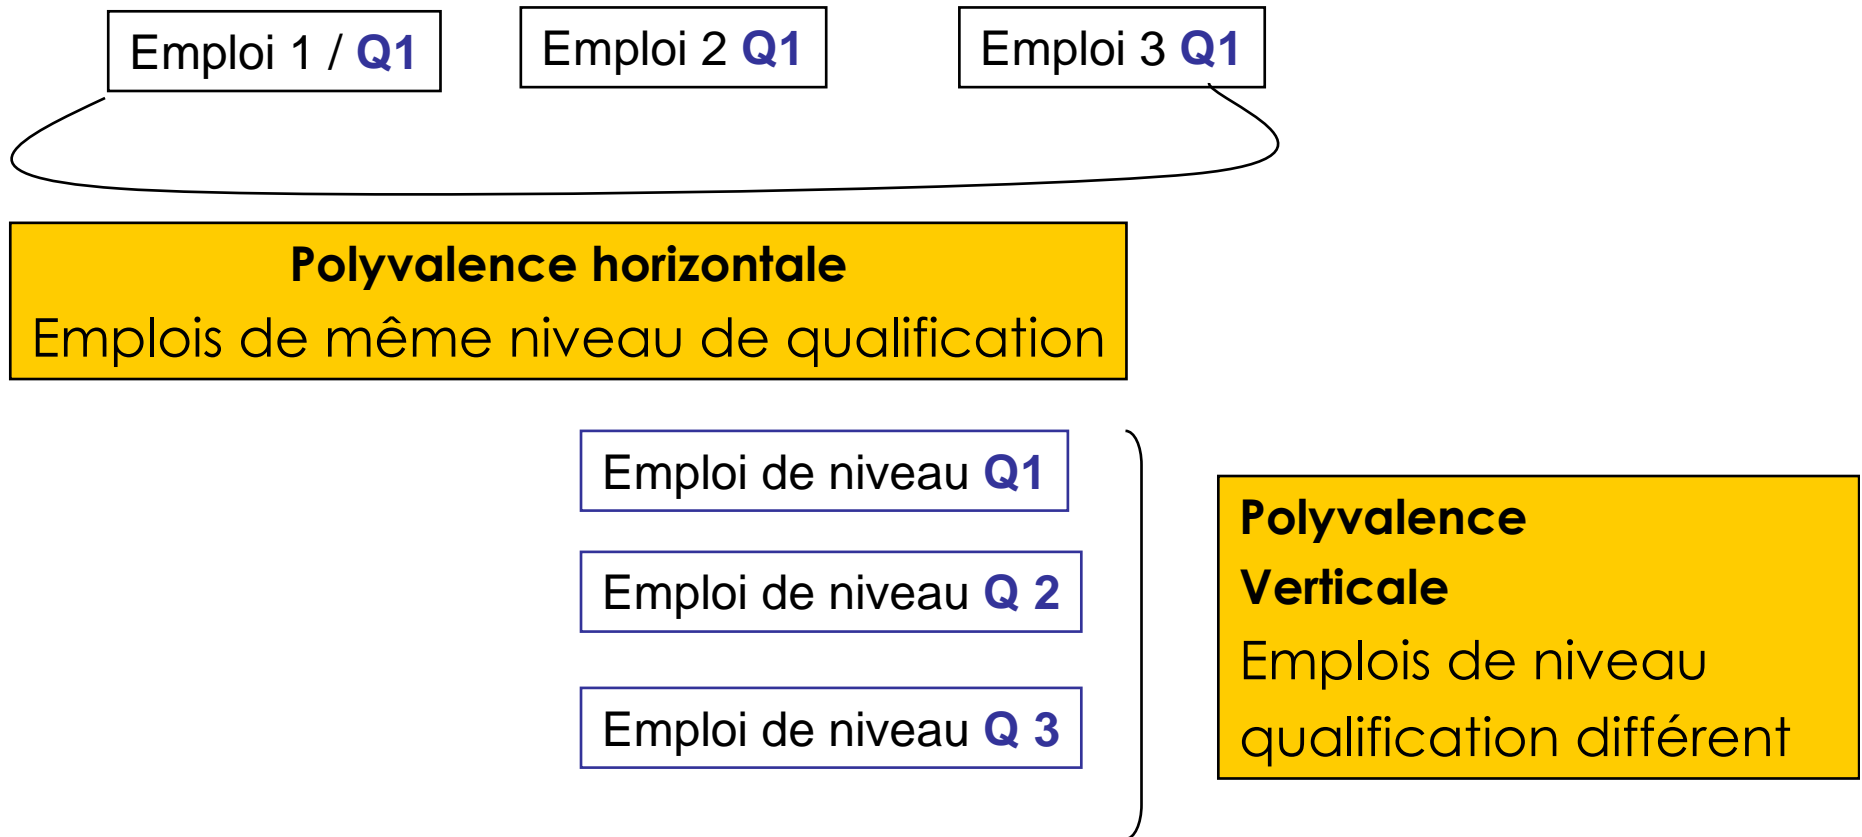 Emploi 1 / Q1
Emploi 2 Q1
Emploi 3 Q1
Polyvalence horizontale
Emplois de même niveau de qualification
Emploi de niveau Q1
Emploi de niveau Q 2
Emploi de niveau Q 3
Polyvalence
Verticale
Emplois de niveau
qualification différent